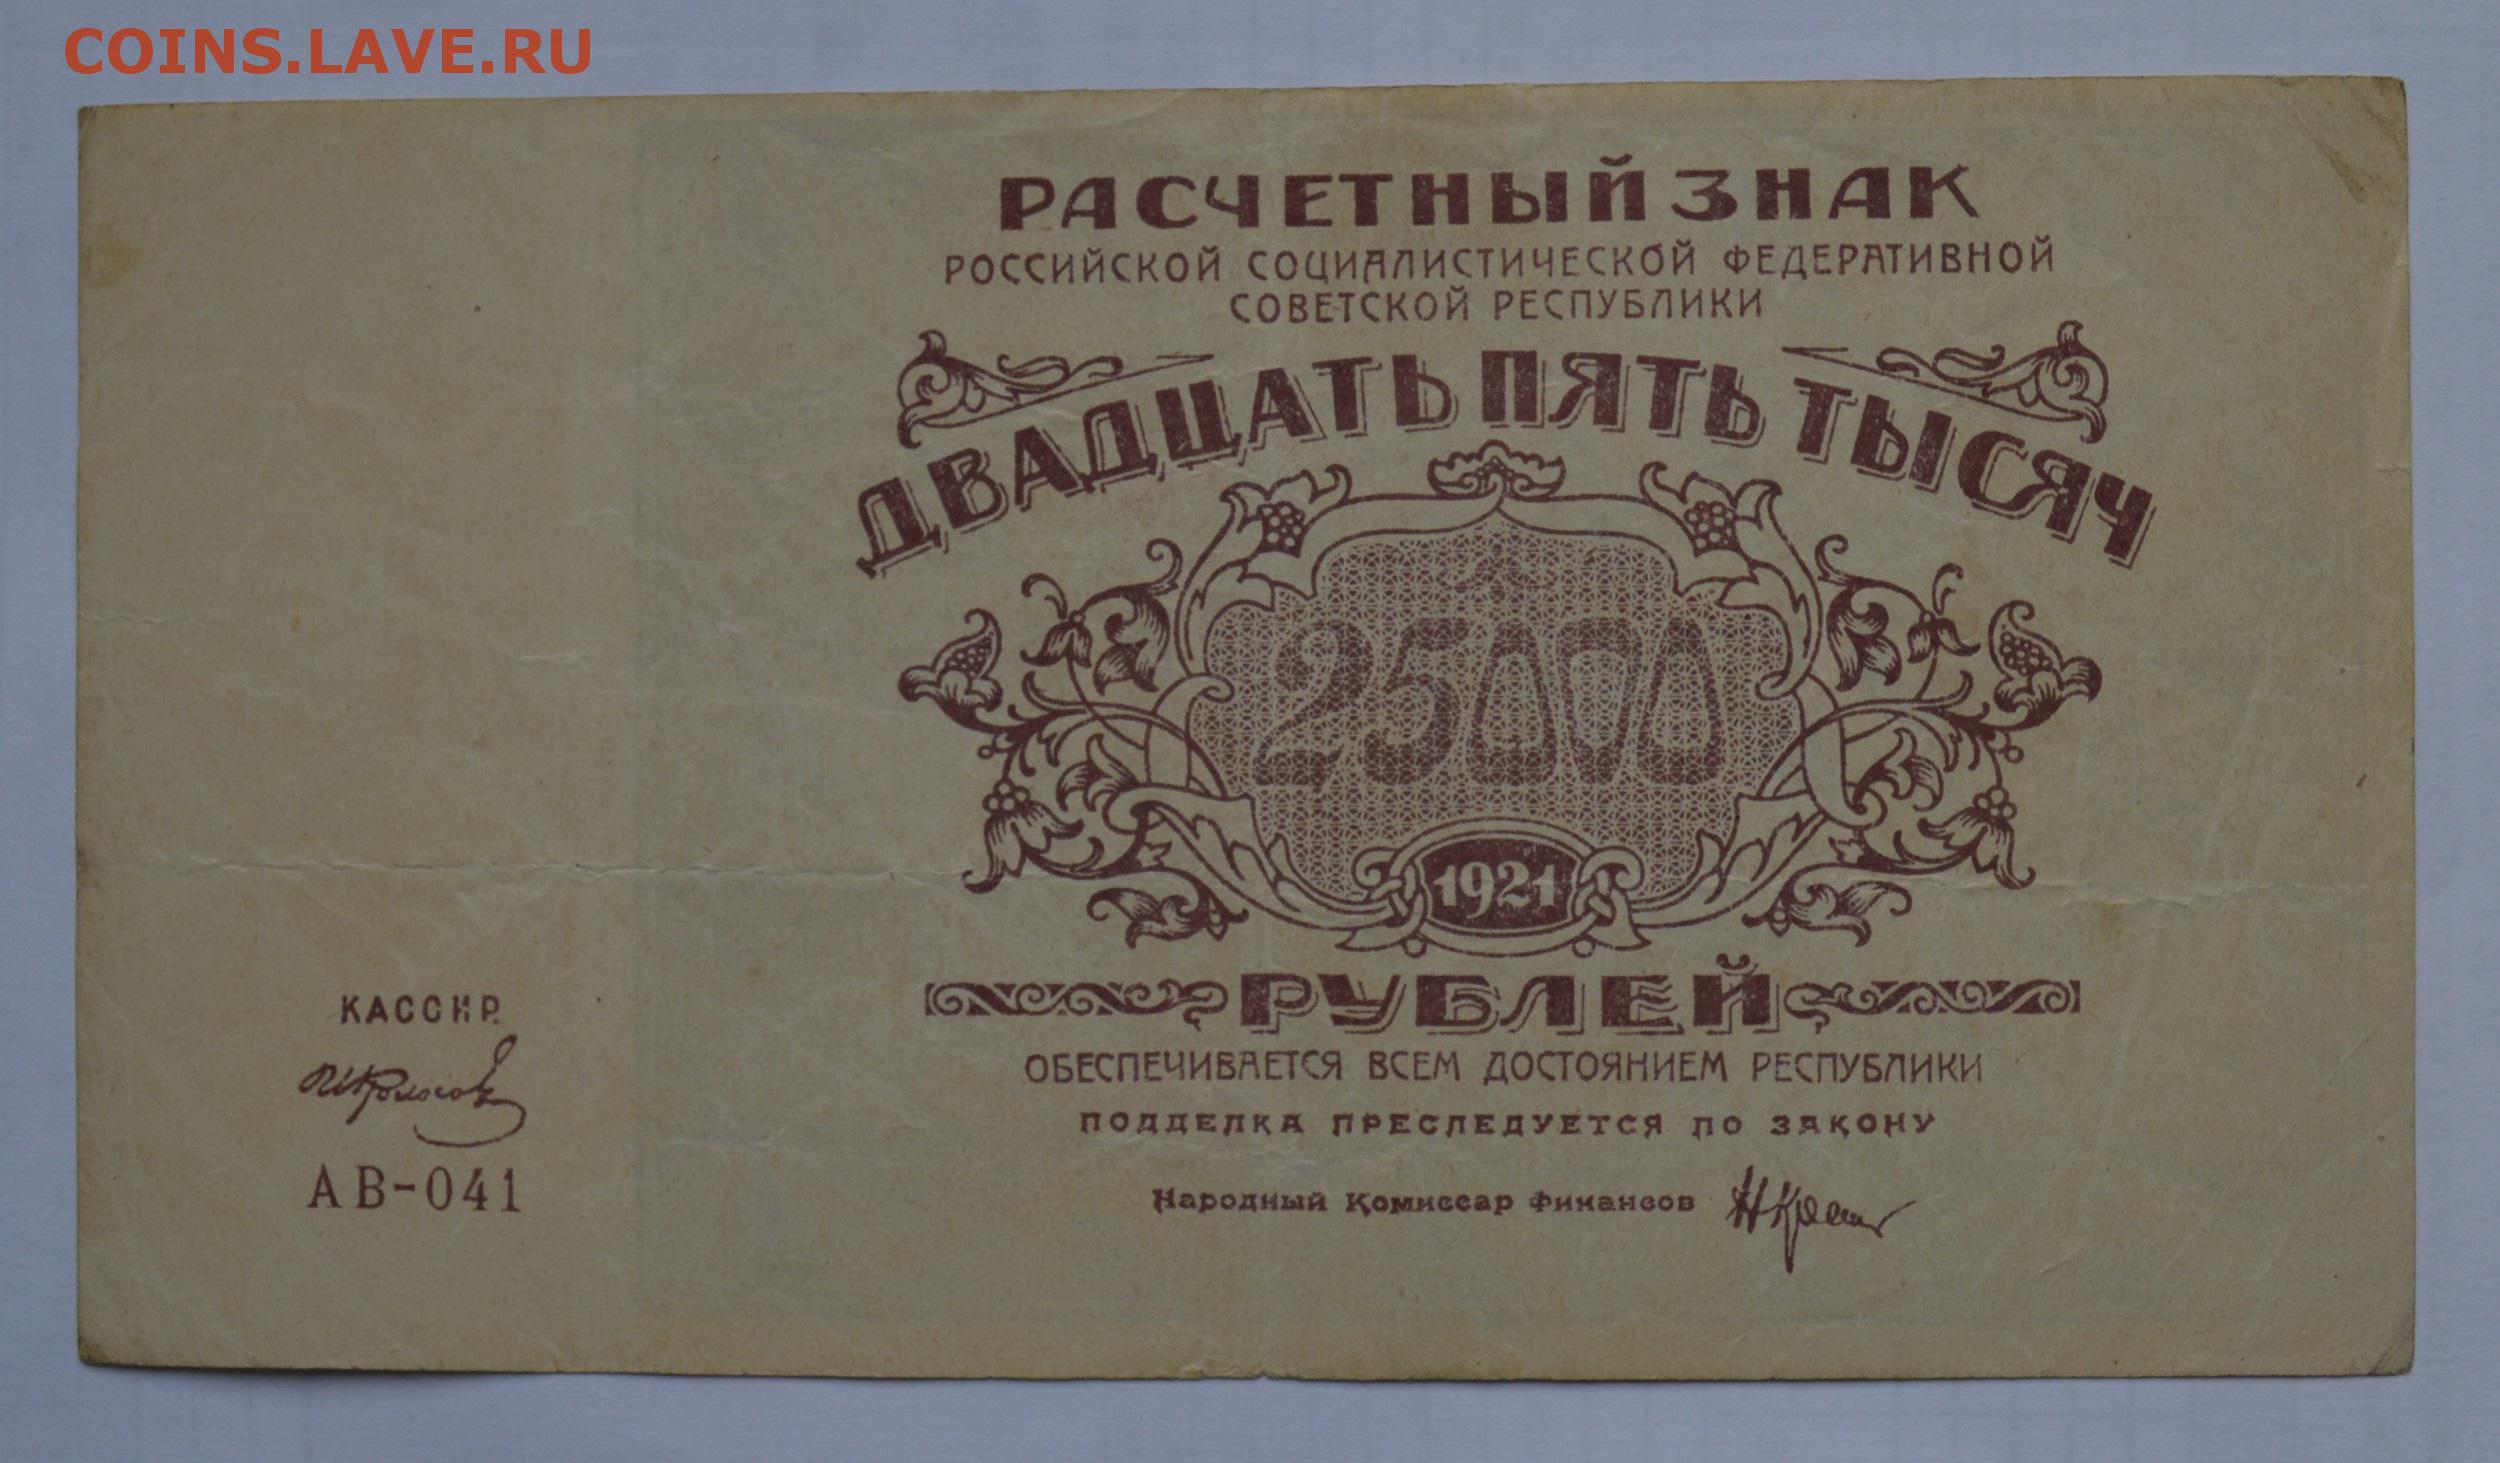 COINS.LAVE.RU
РАСЧЕТНЫЙ ЗНАК
РОССИЙСКОЙ СОЦИАЛИСТИЧЕСКОЙ ФЕДЕРАТИВНОЙ
СОВЕТСКОЙ РЕСПУБЛИКИ
ДВАДЦАТЬ ПЯТЬ ТЫСЯЧ
25000
1921
РУБЛЕЙ
ОБЕСПЕЧИВАЕТСЯ ВСЕМ ДОСТОЯНИЕМ РЕСПУБЛИКИ
ПОДДЕЛКА ПРЕСЛЕДУЕТСЯ ПО ЗАКОНУ
Народный Комиссар Финансов
КАССИР.
АВ-041